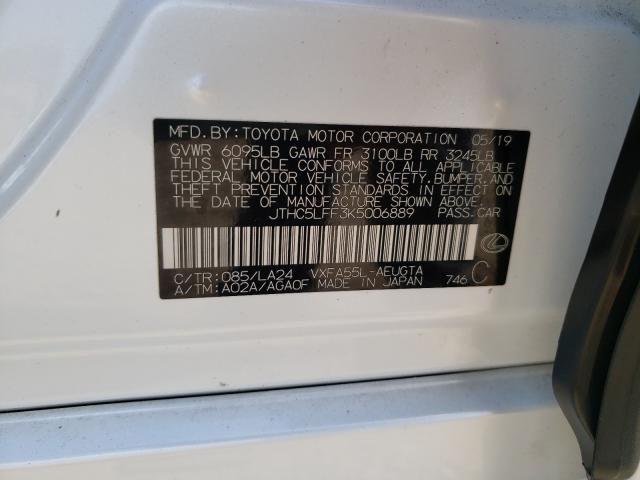 MFD. BY: TOYOTA MOTOR CORPORATION 05/19
GVWR 6095LB GAWR FR 3100LB RR 3245LB
THIS VEHICLE CONFORMS TO ALL APPLICABLE
FEDERAL MOTOR VEHICLE SAFETY, BUMPER, AND
THEFT PREVENTION STANDARDS IN EFFECT ON
THE DATE OF MANUFACTURE SHOWN ABOVE.
JTHC5LFF3K5006889 PASS. CAR
C/TR: 085/LA24 VXFA55L-AEUGTA
A/TM: A02A/AGA0F MADE IN JAPAN 746 C